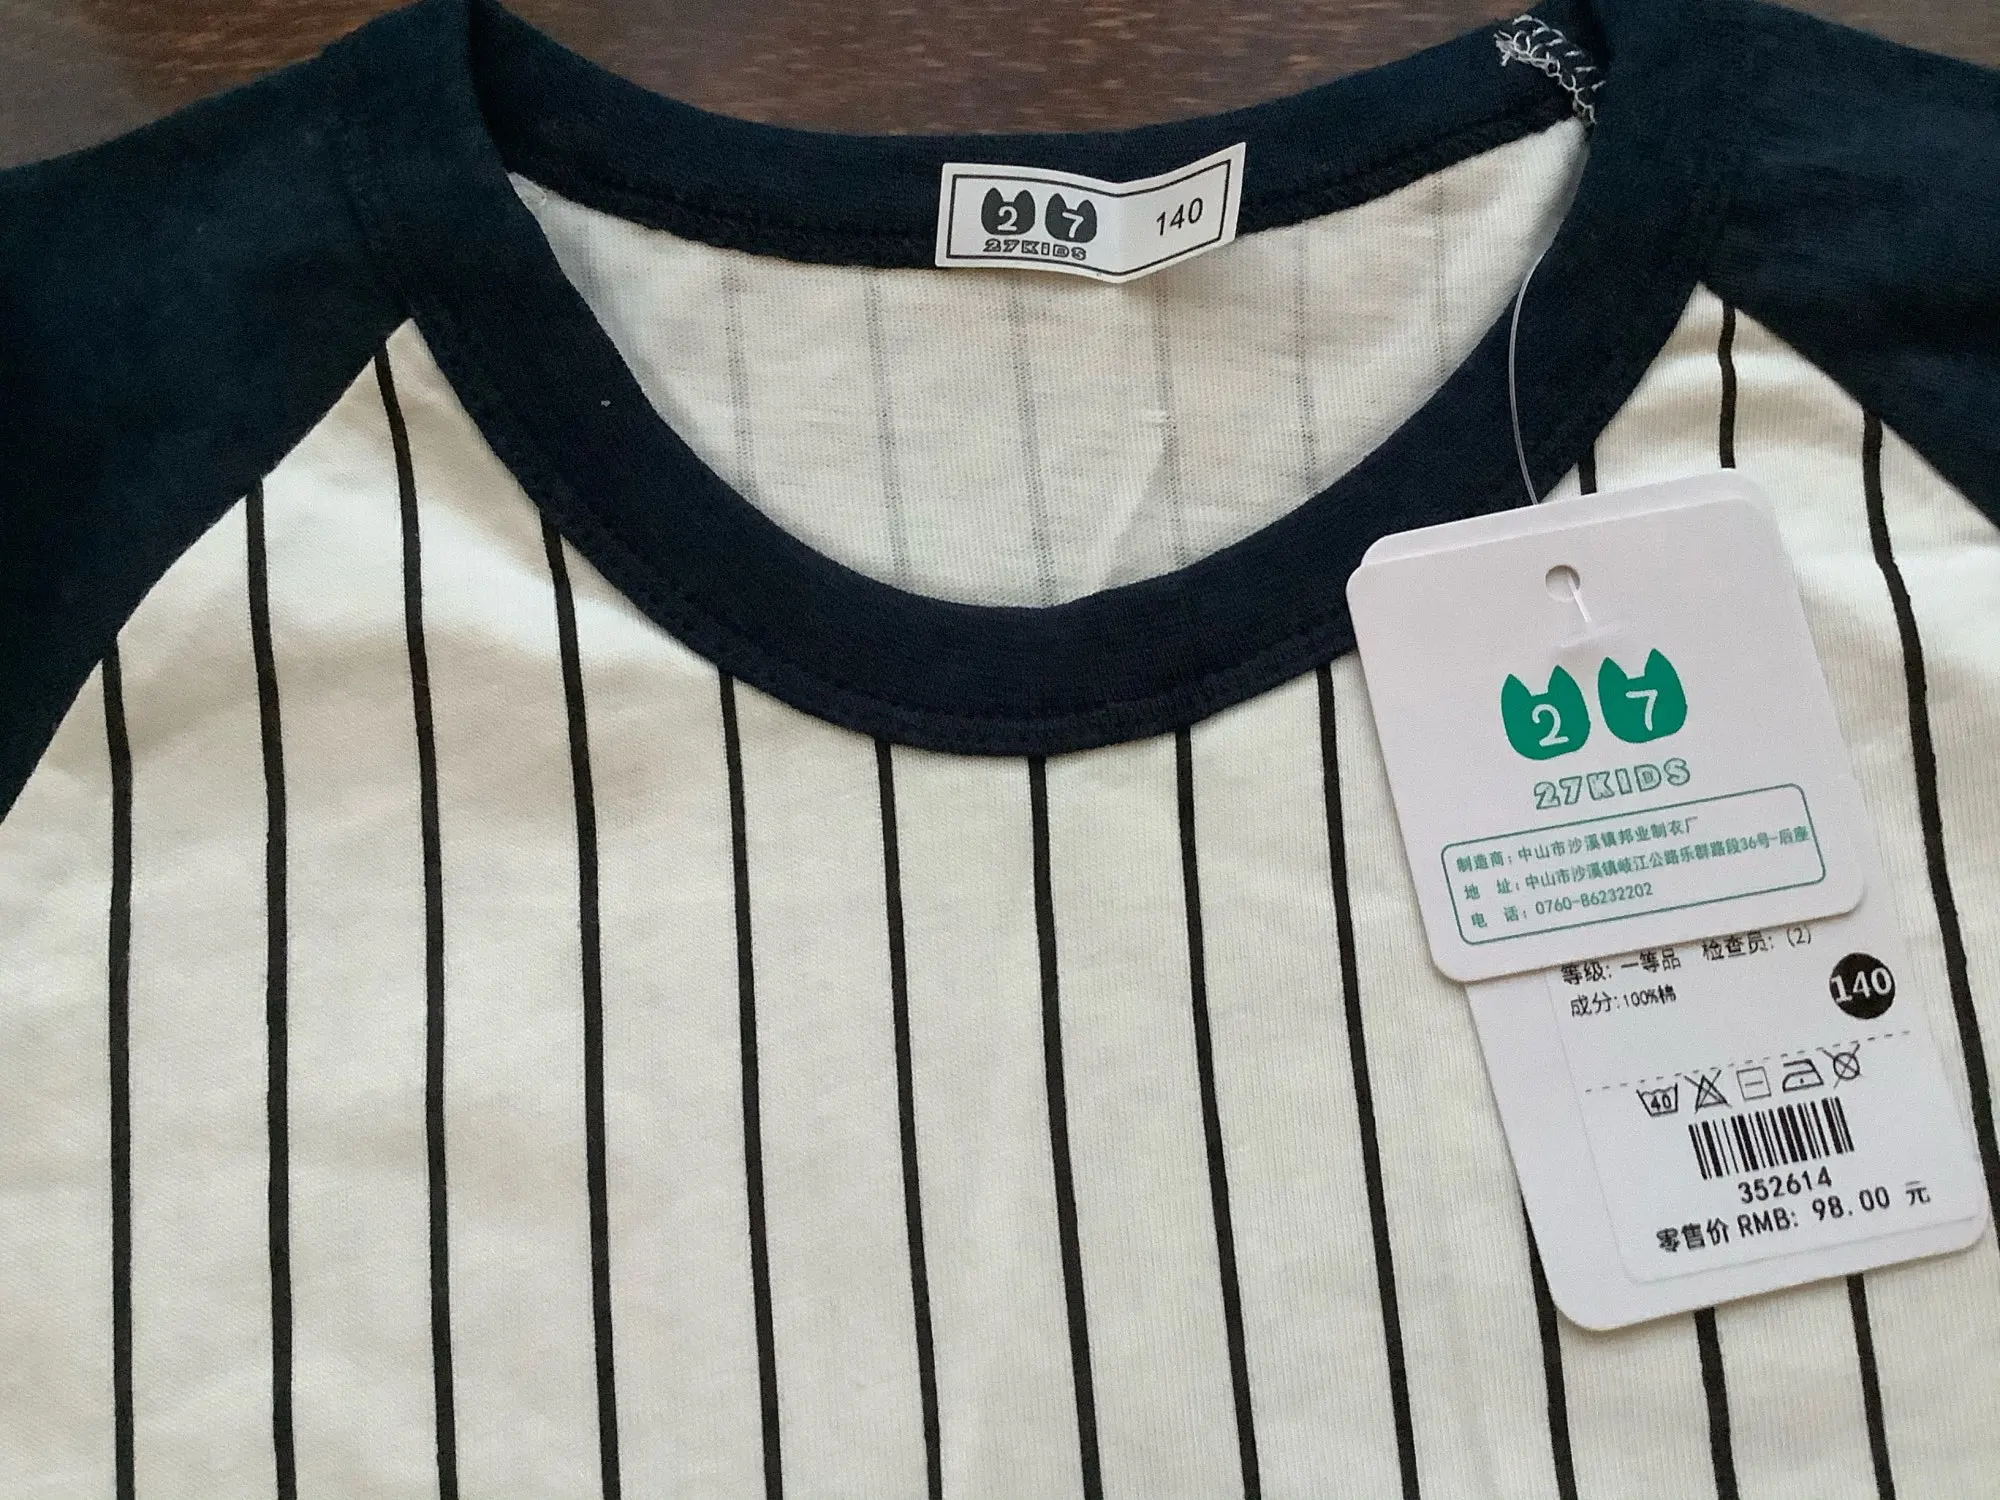 2 7 140
27KIDS
2 7
27KIDS
制造商：中山市沙溪镇邦业制衣厂
地 址：中山市沙溪镇岐江公路乐群路段36号-后座
电 话：0760-86232202
等级：一等品 检查员：(2)
成分：100%棉
140
40
352614
零售价 RMB: 98.00 元